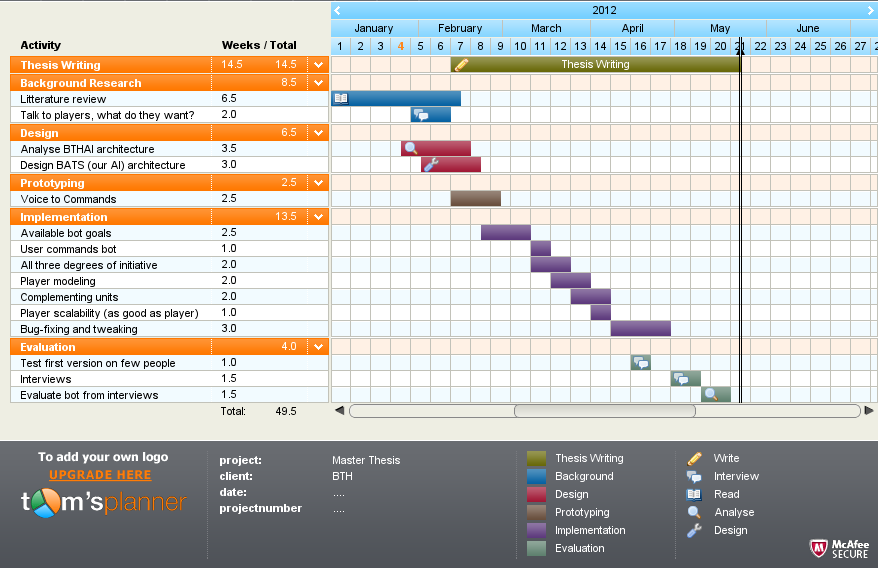 2012
January February March April May June
Activity Weeks / Total 1 2 3 4 5 6 7 8 9 10 11 12 13 14 15 16 17 18 19 20 21 22 23 24 25 26 27 2
Thesis Writing 14.5 14.5 Thesis Writing
Background Research 8.5
Litterature review 6.5
Talk to players, what do they want? 2.0
Design 6.5
Analyse BTHAI architecture 3.5
Design BATS (our AI) architecture 3.0
Prototyping 2.5
Voice to Commands 2.5
Implementation 13.5
Available bot goals 2.5
User commands bot 1.0
All three degrees of initiative 2.0
Player modeling 2.0
Complementing units 2.0
Player scalability (as good as player) 1.0
Bug-fixing and tweaking 3.0
Evaluation 4.0
Test first version on few people 1.0
Interviews 1.5
Evaluate bot from interviews 1.5
Total: 49.5
To add your own logo
UPGRADE HERE
tom'splanner
project: Master Thesis
client: BTH
date: ....
projectnumber ....
Thesis Writing
Background
Design
Prototyping
Implementation
Evaluation
Write
Interview
Read
Analyse
Design
McAfee
SECURE